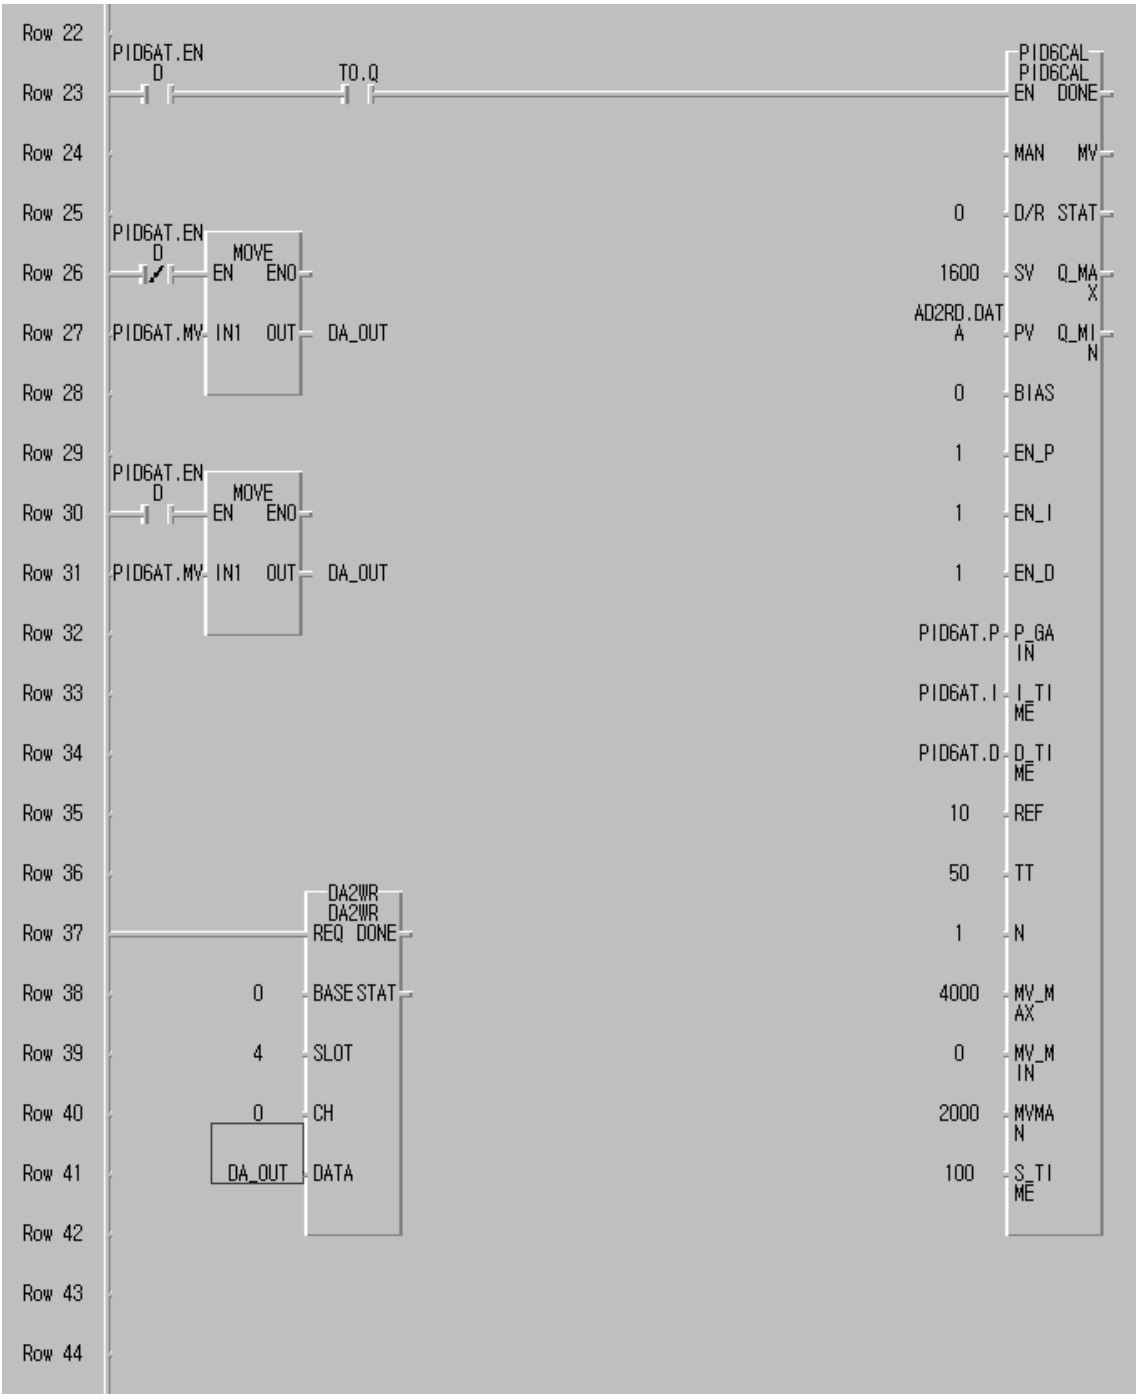 Row 22
PID6AT.EN
D
T0.Q
PID6CAL
PID6CAL
Row 23
EN DONE
Row 24
MAN MV
Row 25
0 D/R STAT
PID6AT.EN
D
MOVE
Row 26
EN ENO
1600 SV Q_MA
X
AD2RD.DAT
A
Row 27
PID6AT.MV IN1 OUT DA_OUT
PV Q_MI
N
Row 28
0 BIAS
Row 29
1 EN_P
PID6AT.EN
D
MOVE
Row 30
EN ENO
1 EN_I
Row 31
PID6AT.MV IN1 OUT DA_OUT
1 EN_D
Row 32
PID6AT.P P_GA
IN
Row 33
PID6AT.I I_TI
ME
Row 34
PID6AT.D D_TI
ME
Row 35
10 REF
Row 36
50 TT
DA2WR
DA2WR
Row 37
REQ DONE
1 N
Row 38
0 BASE STAT
4000 MV_M
AX
Row 39
4 SLOT
0 MV_M
IN
Row 40
0 CH
2000 MVMA
N
Row 41
DA_OUT DATA
100 S_TI
ME
Row 42
Row 43
Row 44